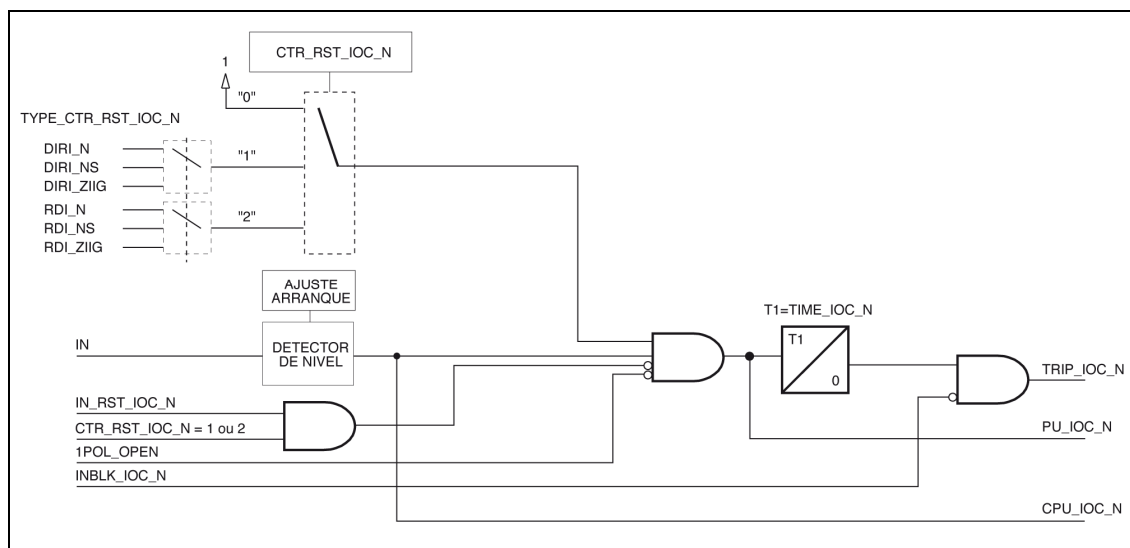 CTR_RST_IOC_N
1
"0"
TYPE_CTR_RST_IOC_N
DIRI_N
DIRI_NS
DIRI_ZIIG
"1"
RDI_N
RDI_NS
RDI_ZIIG
"2"
AJUSTE
ARRANQUE
IN
DETECTOR
DE NIVEL
T1=TIME_IOC_N
T1
0
TRIP_IOC_N
IN_RST_IOC_N
CTR_RST_IOC_N = 1 ou 2
1POL_OPEN
INBLK_IOC_N
PU_IOC_N
CPU_IOC_N